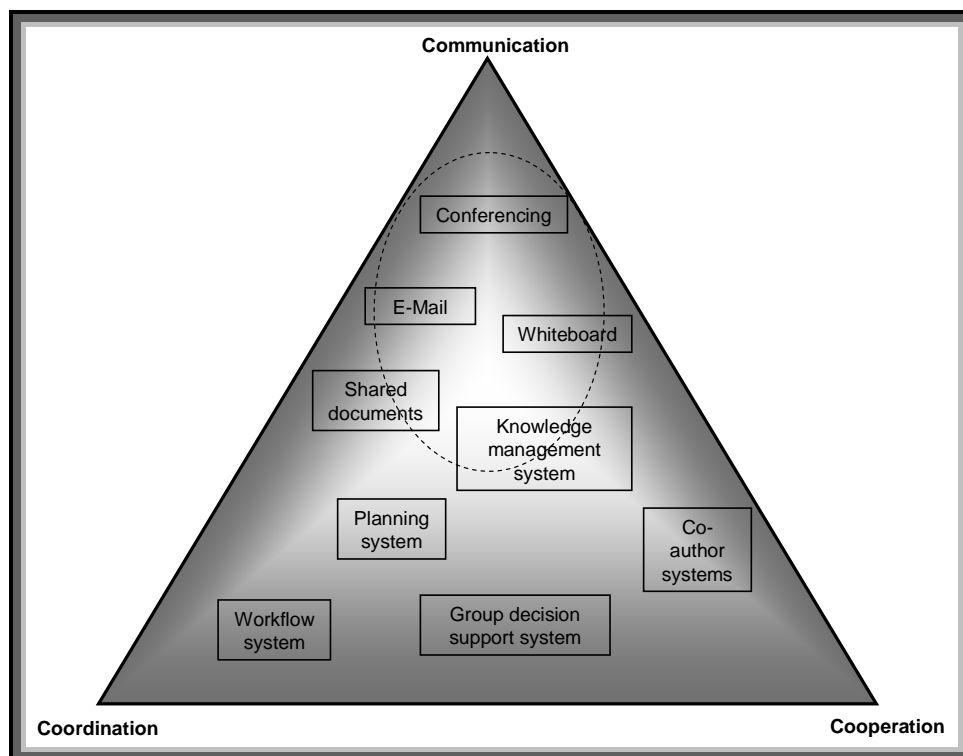 Communication
Conferencing
E-Mail
Whiteboard
Shared
documents
Knowledge
management
system
Planning
system
Co-
author
systems
Workflow
system
Group decision
support system
Coordination
Cooperation